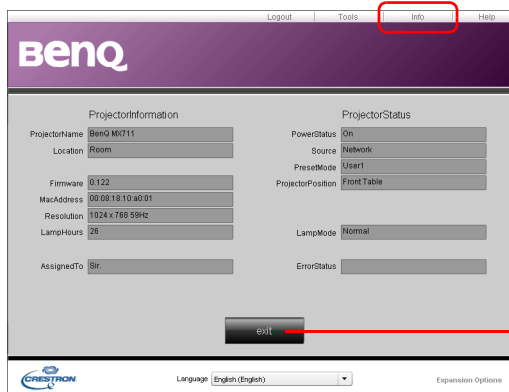 Logout Tools Info Help
BenQ
ProjectorInformation
ProjectorName BenQ MX711
Location Room
Firmware 0.122
MacAddress 00:08:18:10:a0:01
Resolution 1024 x 768 59Hz
LampHours 26
AssignedTo Sir.
ProjectorStatus
PowerStatus On
Source Network
PresetMode User1
ProjectorPosition Front Table
LampMode Normal
ErrorStatus
exit
CRESTRON
Language English (English)
Expansion Options